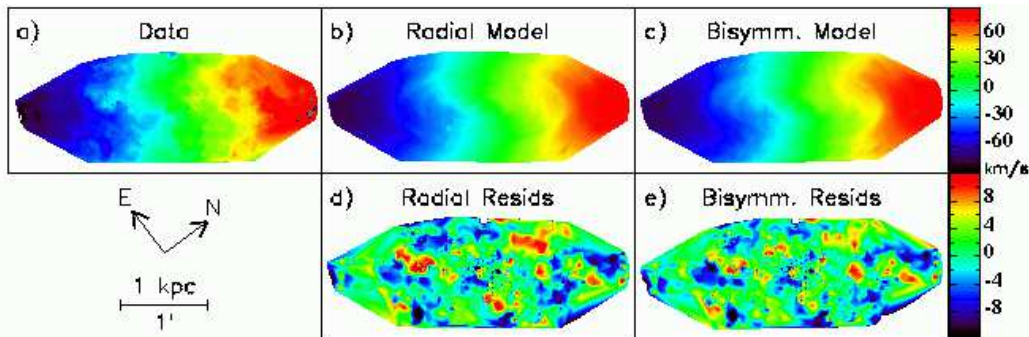 a) Data
b) Radial Model
c) Bisymm. Model
60
30
0
-30
-60
km/s
E
N
1 kpc
1'
d) Radial Resids
e) Bisymm. Resids
8
4
0
-4
-8